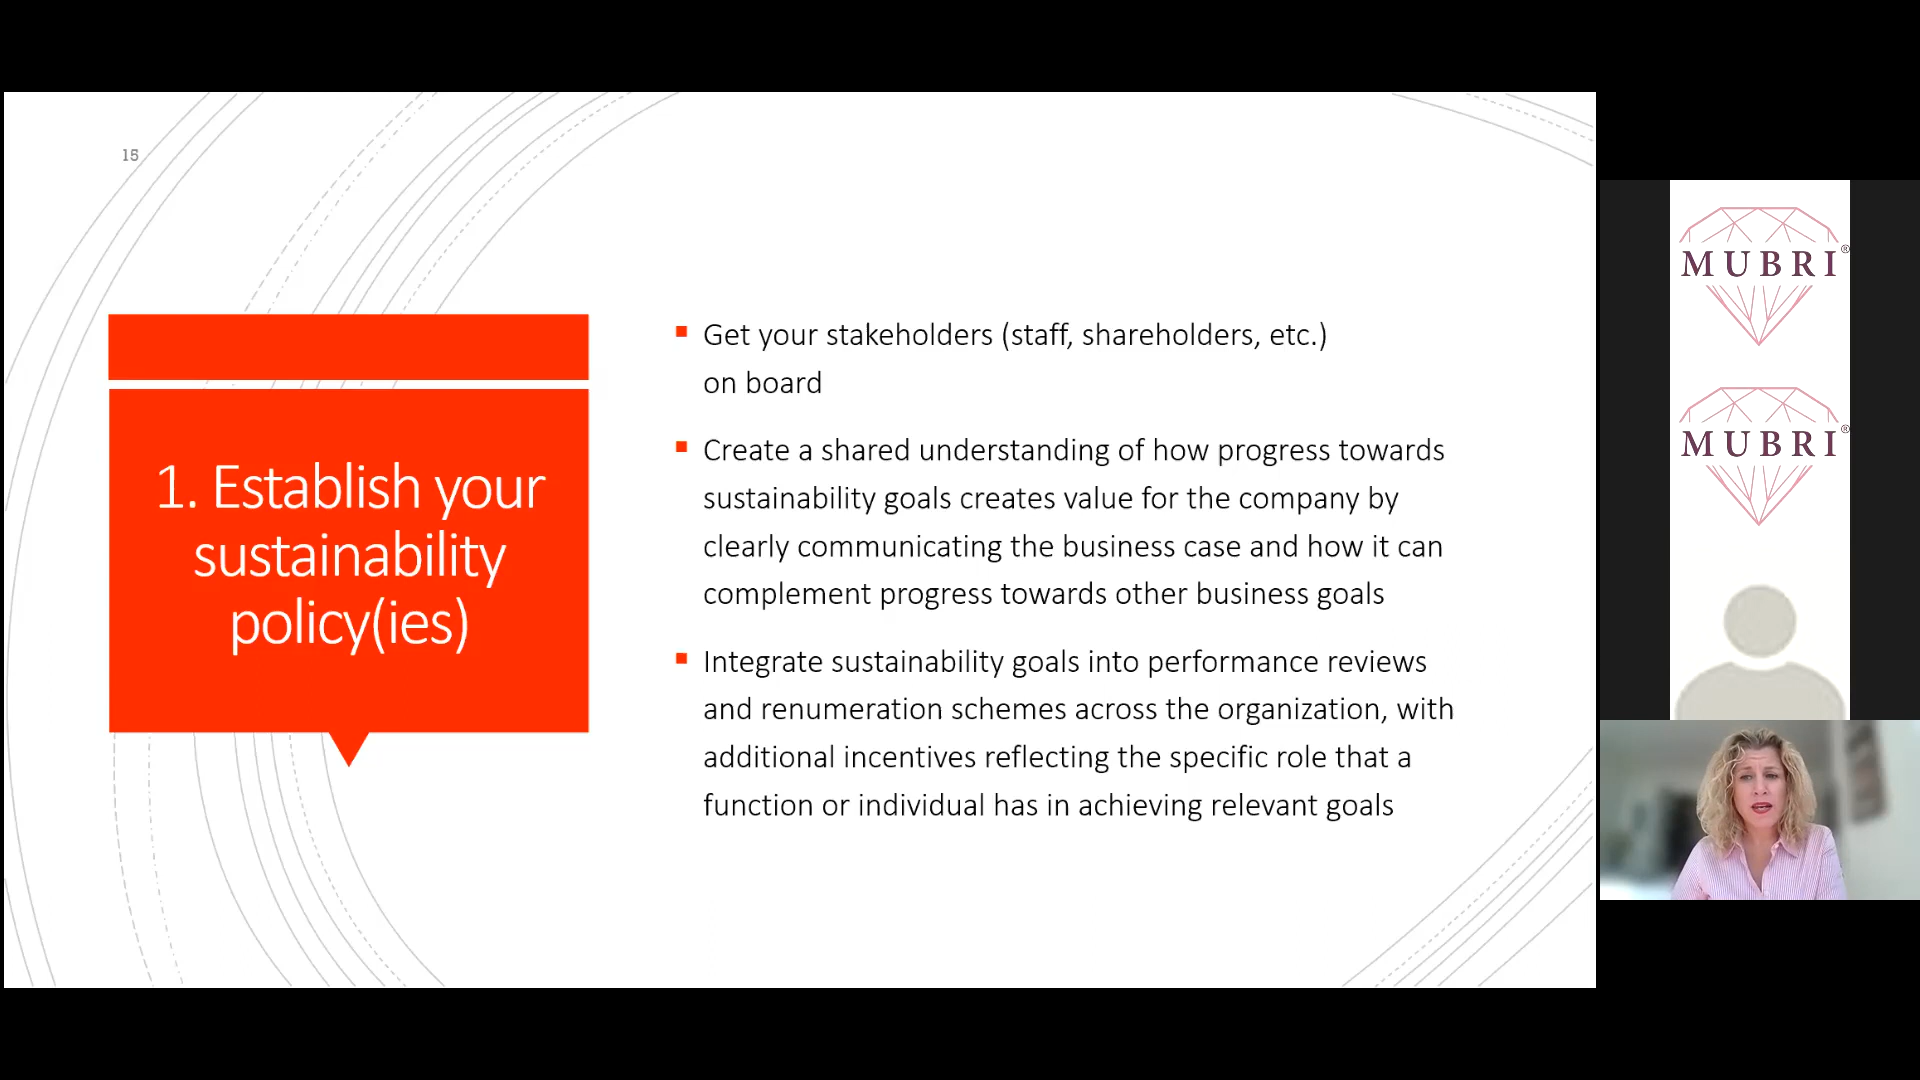 15
1. Establish your
sustainability
policy(ies)
▪ Get your stakeholders (staff, shareholders, etc.)
on board
▪ Create a shared understanding of how progress towards
sustainability goals creates value for the company by
clearly communicating the business case and how it can
complement progress towards other business goals
▪ Integrate sustainability goals into performance reviews
and renumeration schemes across the organization, with
additional incentives reflecting the specific role that a
function or individual has in achieving relevant goals
MUBRI®
MUBRI®